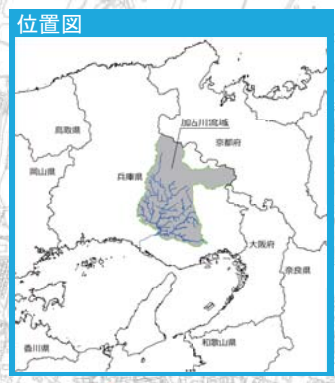 位置図
加古川流域
鳥取県
京都府
岡山県
兵庫県
大阪府
奈良県
和歌山県
香川県